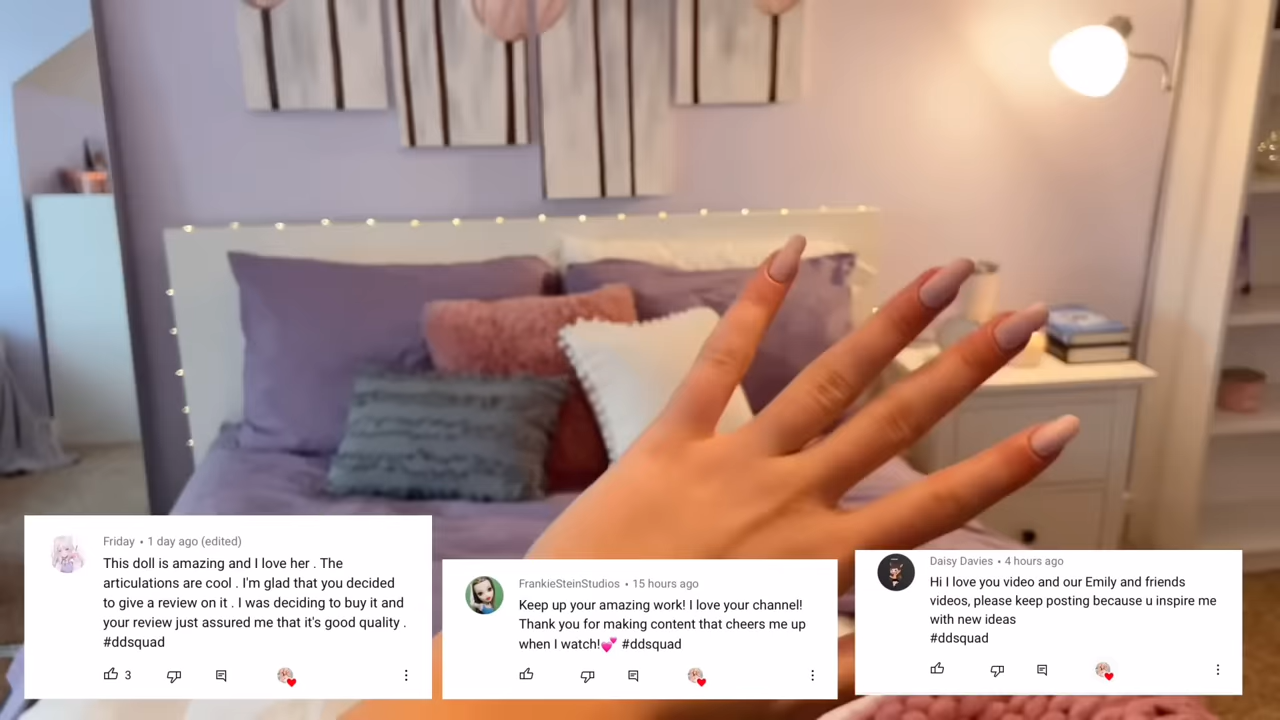 Friday • 1 day ago (edited)
This doll is amazing and I love her . The
articulations are cool . I'm glad that you decided
to give a review on it . I was deciding to buy it and
your review just assured me that it's good quality .
#ddsquad
3
FrankieSteinStudios • 15 hours ago
Keep up your amazing work! I love your channel!
Thank you for making content that cheers me up
when I watch!💕 #ddsquad
Daisy Davies • 4 hours ago
Hi I love you video and our Emily and friends
videos, please keep posting because u inspire me
with new ideas
#ddsquad